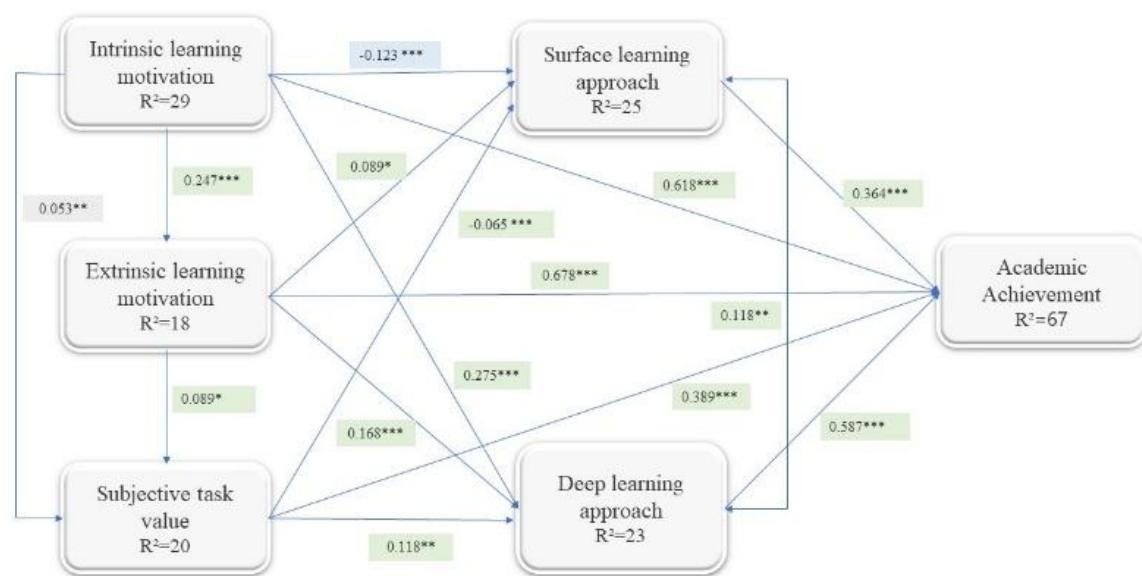 Intrinsic learning
motivation
R²=29
-0.123 ***
Surface learning
approach
R²=25
0.089*
0.247***
0.618***
0.364***
0.053**
-0.065 ***
Extrinsic learning
motivation
R²=18
0.678***
Academic
Achievement
R²=67
0.118**
0.275***
0.089*
0.389***
0.168***
0.587***
Subjective task
value
R²=20
Deep learning
approach
R²=23
0.118**